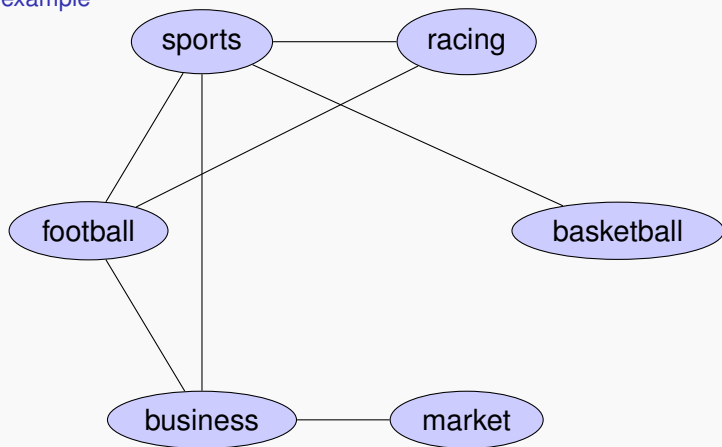 example
sports
racing
football
basketball
business
market